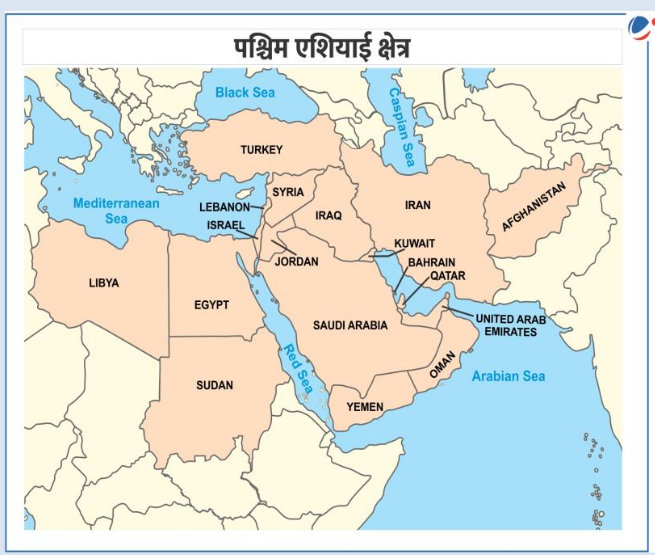 पश्चिम एशियाई क्षेत्र
Black Sea
Caspian Sea
TURKEY
Mediterranean
Sea
SYRIA
LEBANON
IRAQ
IRAN
AFGHANISTAN
ISRAEL
KUWAIT
JORDAN
BAHRAIN
QATAR
LIBYA
EGYPT
SAUDI ARABIA
UNITED ARAB
EMIRATES
Red Sea
OMAN
Arabian Sea
SUDAN
YEMEN